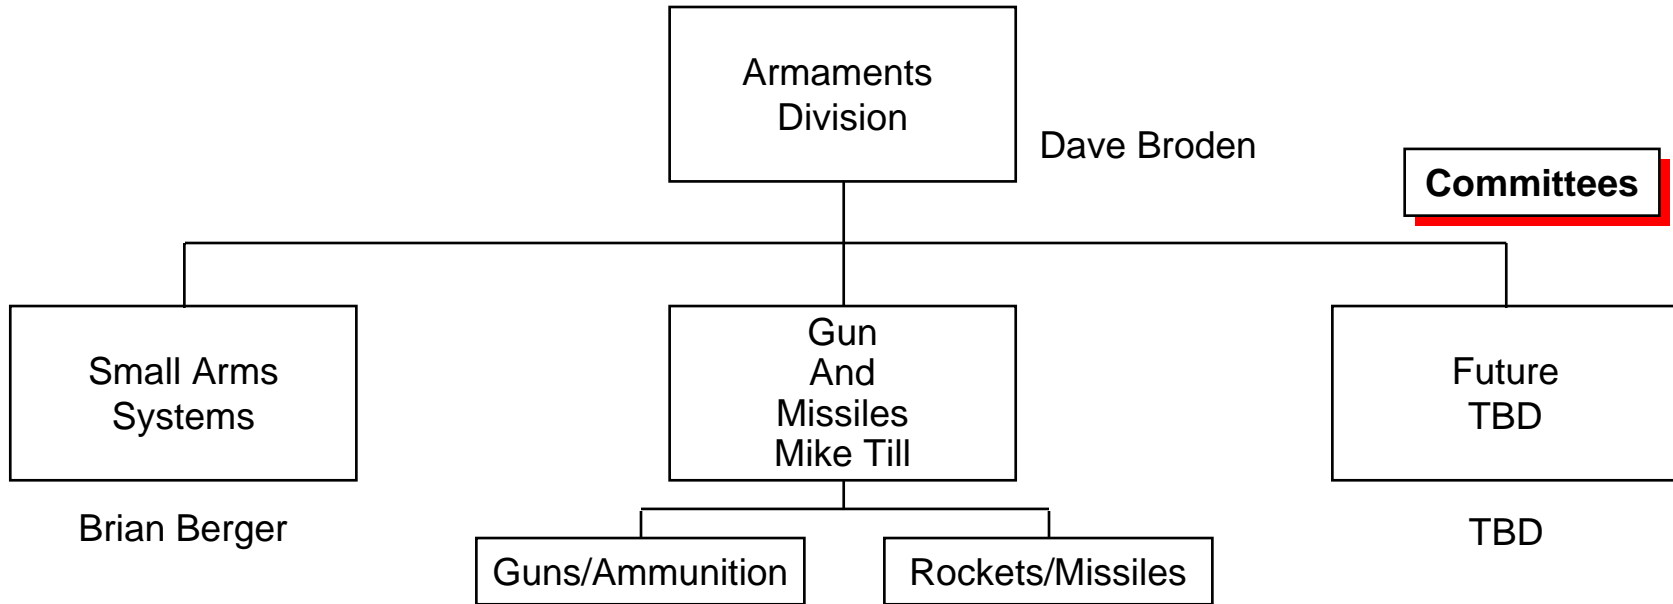 Armaments
Division
Dave Broden
Committees
Small Arms
Systems
Gun
And
Missiles
Mike Till
Future
TBD
Brian Berger
TBD
Guns/Ammunition
Rockets/Missiles